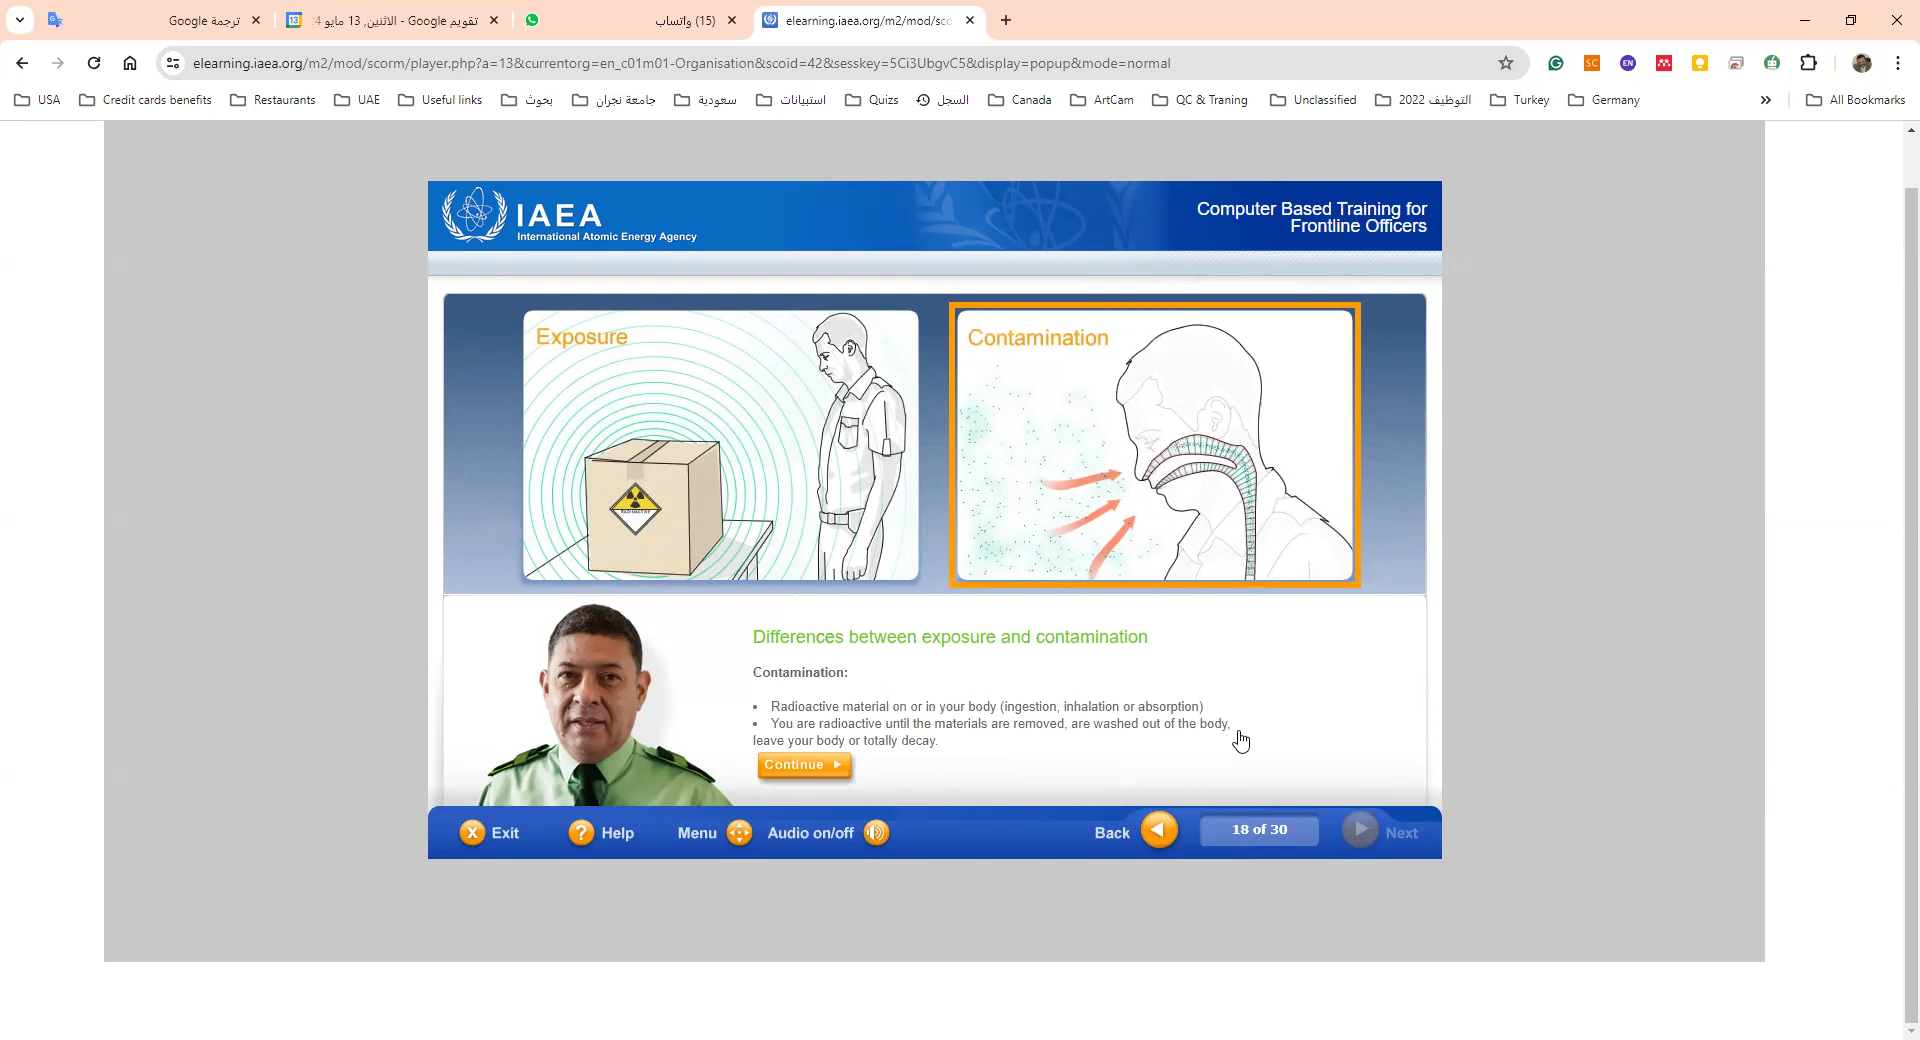 ترجمة Google
تقويم Google - الاثنين, 13 مايو 24
(15) واتساب
elearning.iaea.org/m2/mod/sco
elearning.iaea.org/m2/mod/scorm/player.php?a=13&currentorg=en_c01m01-Organisation&scoid=42&sesskey=5Ci3UbgvC5&display=popup&mode=normal
USA
Credit cards benefits
Restaurants
UAE
Useful links
بحوث
جامعة نجران
سعودية
استبيانات
Quizs
السجل
Canada
ArtCam
QC & Traning
Unclassified
التوظيف 2022
Turkey
Germany
All Bookmarks
IAEA
International Atomic Energy Agency
Computer Based Training for
Frontline Officers
Exposure
RADIOACTIVE
Contamination
Differences between exposure and contamination
Contamination:
• Radioactive material on or in your body (ingestion, inhalation or absorption)
• You are radioactive until the materials are removed, are washed out of the body,
leave your body or totally decay.
Continue
Exit
Help
Menu
Audio on/off
Back
18 of 30
Next